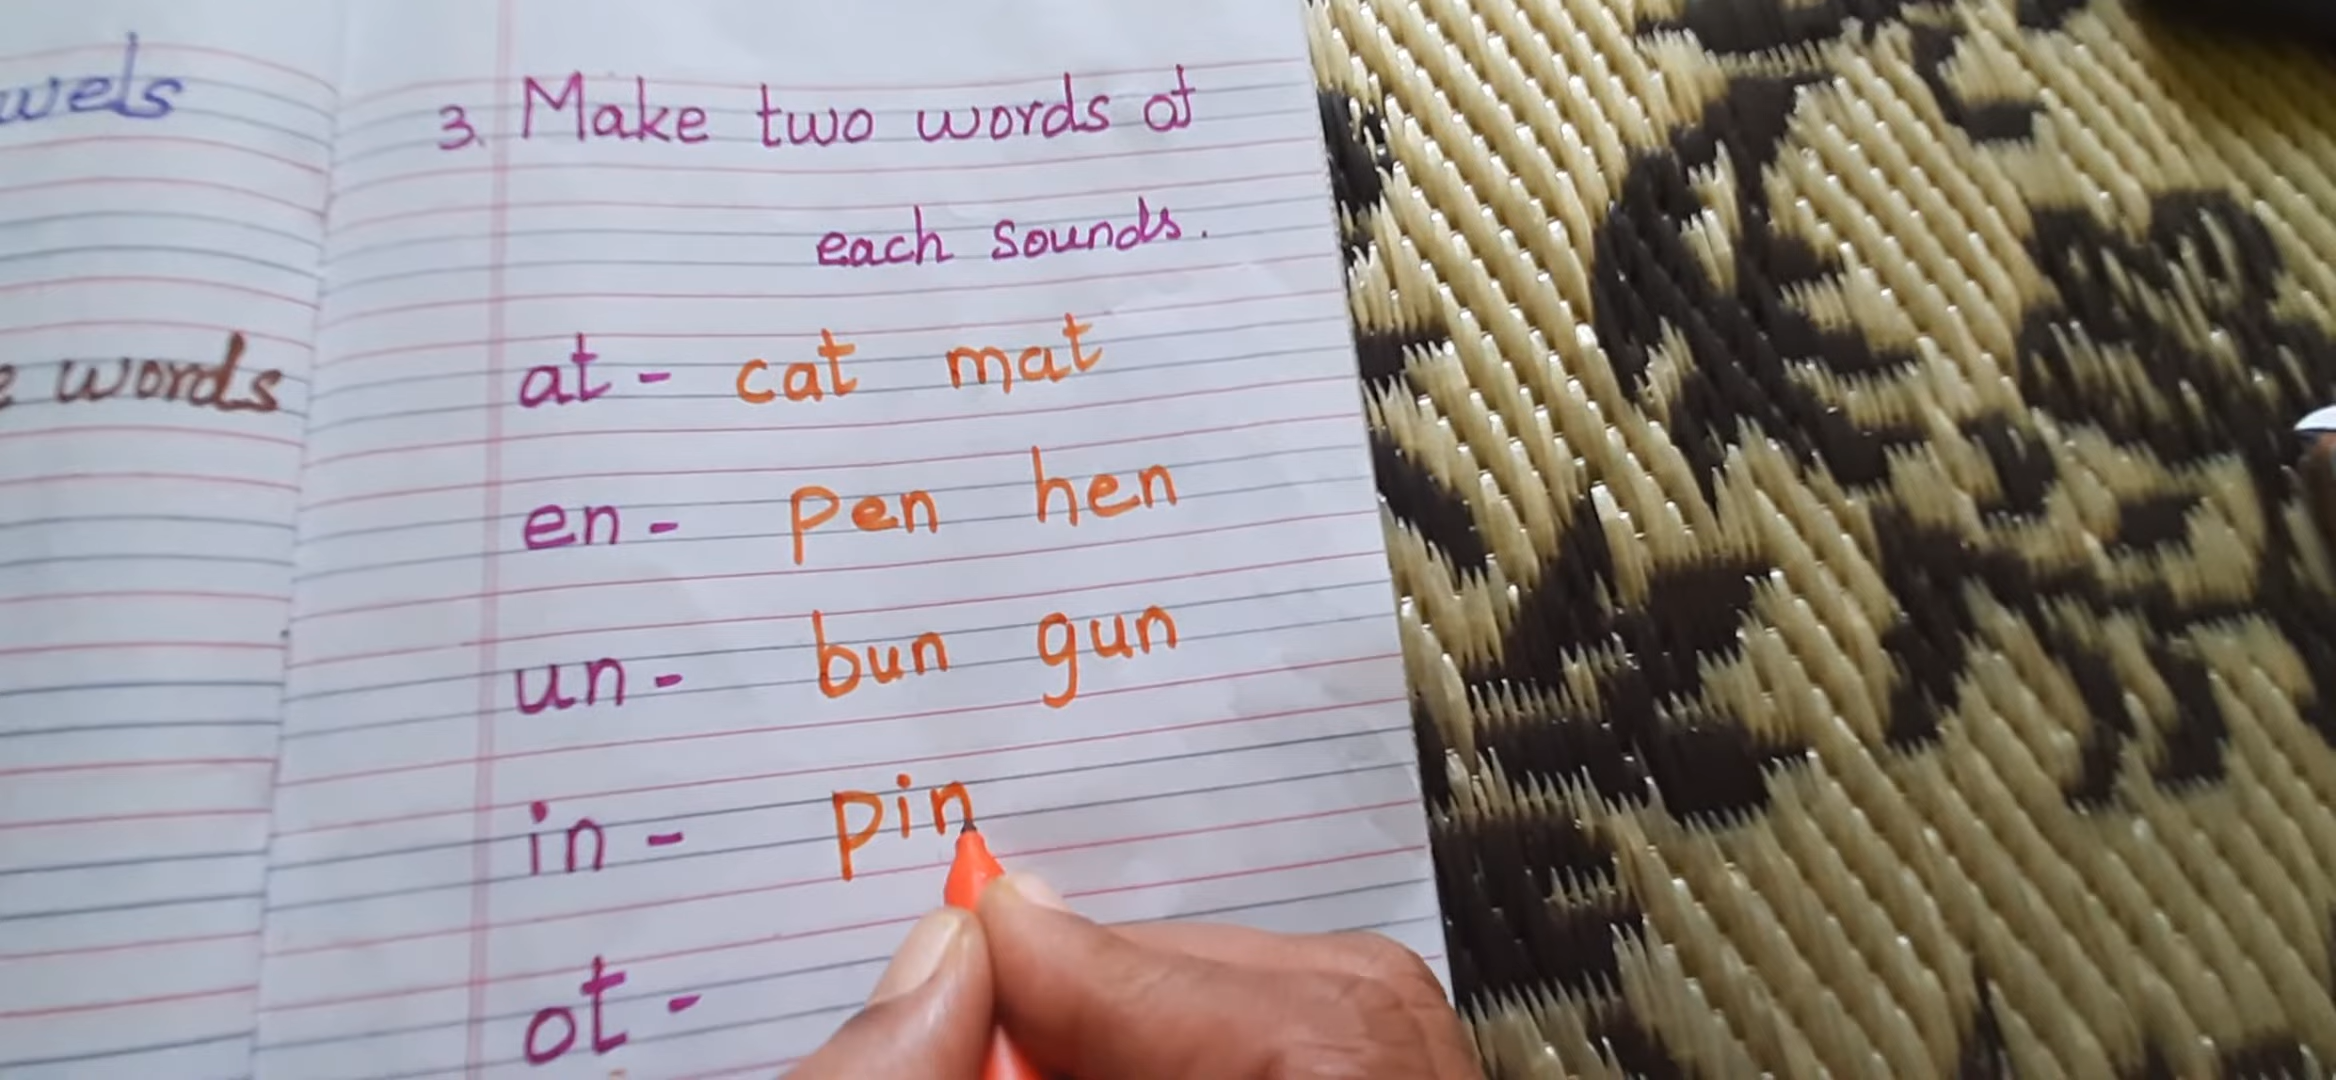 wels
words
3. Make two words of
each sounds.
at - cat mat
en - pen hen
un - bun gun
in - pin
ot -